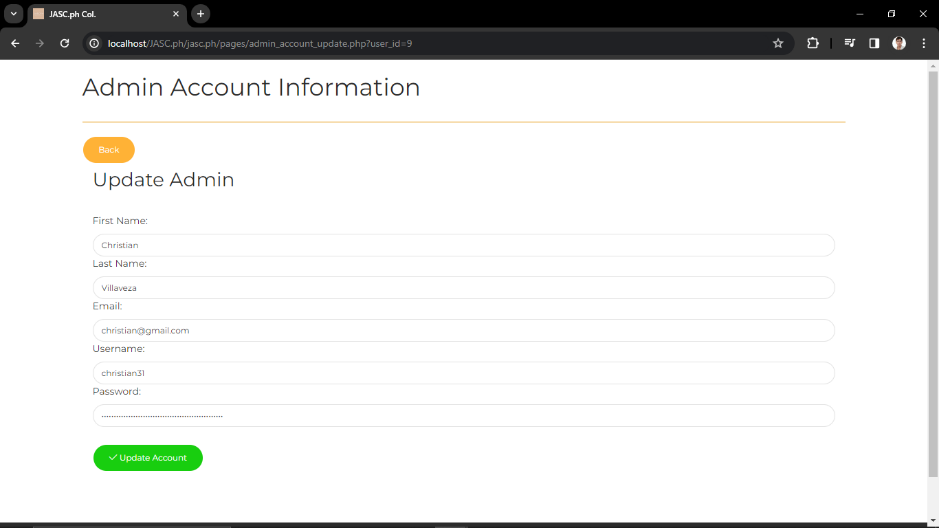 JASC.ph Col.
localhost/JASC.ph/jasc.ph/pages/admin_account_update.php?user_id=9
Admin Account Information
Back
Update Admin
First Name:
Christian
Last Name:
Villaveza
Email:
christian@gmail.com
Username:
christian31
Password:
Update Account